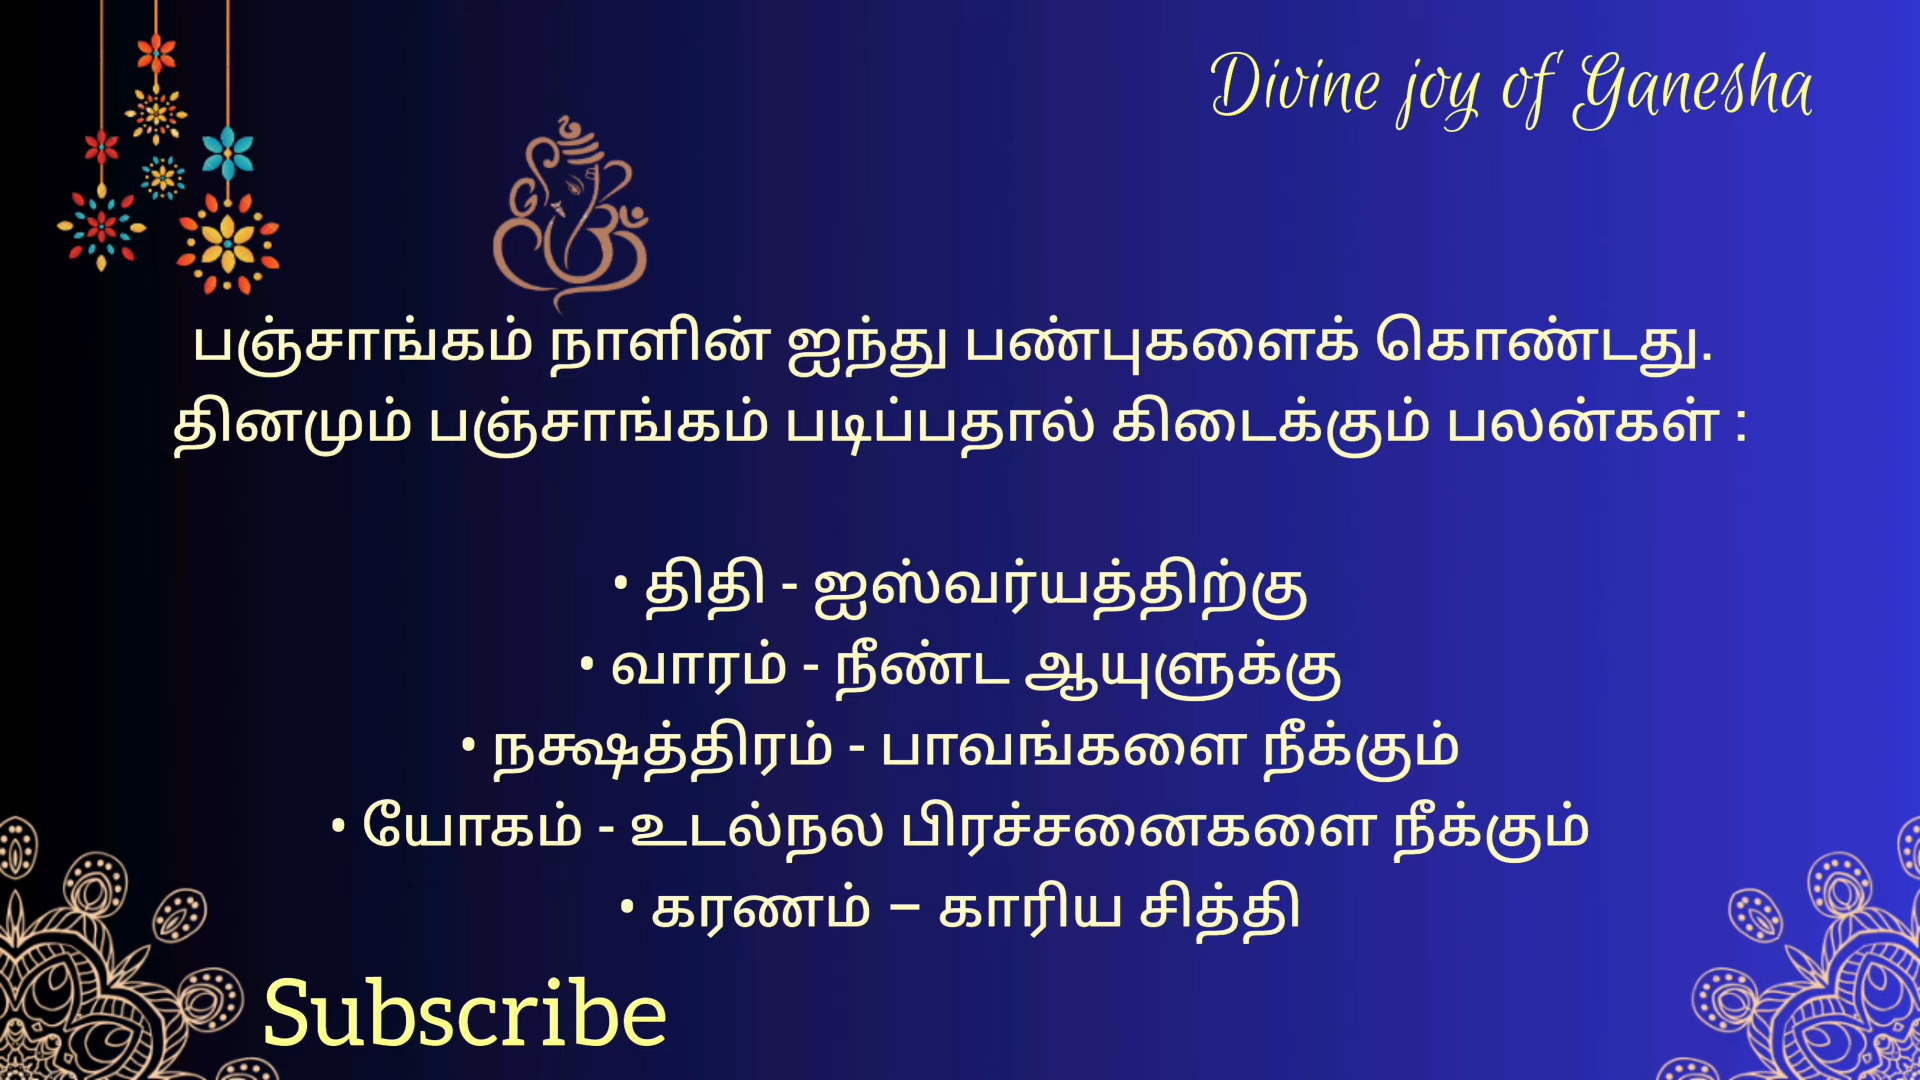 Divine joy of Ganesha
பஞ்சாங்கம் நாளின் ஐந்து பண்புகளைக் கொண்டது.
தினமும் பஞ்சாங்கம் படிப்பதால் கிடைக்கும் பலன்கள் :
• திதி - ஐஸ்வர்யத்திற்கு
• வாரம் - நீண்ட ஆயுளுக்கு
• நக்ஷத்திரம் - பாவங்களை நீக்கும்
• யோகம் - உடல்நல பிரச்சனைகளை நீக்கும்
• கரணம் – காரிய சித்தி
Subscribe